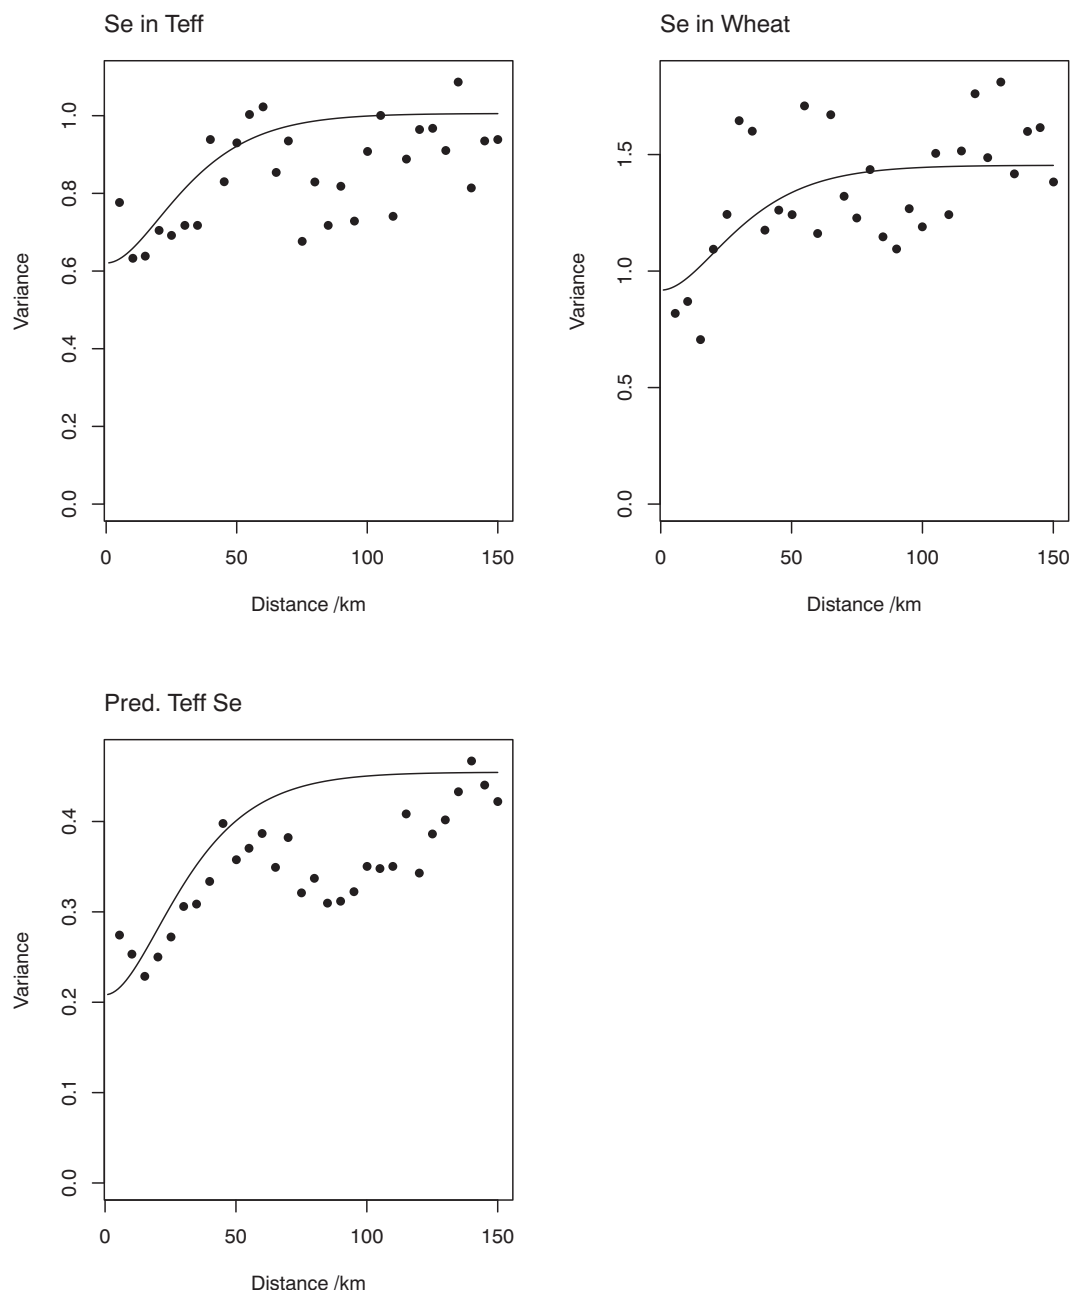 Se in Teff
Variance
0.0 0.2 0.4 0.6 0.8 1.0
0 50 100 150
Distance /km
Se in Wheat
Variance
0.0 0.5 1.0 1.5
0 50 100 150
Distance /km
Pred. Teff Se
Variance
0.0 0.1 0.2 0.3 0.4
0 50 100 150
Distance /km